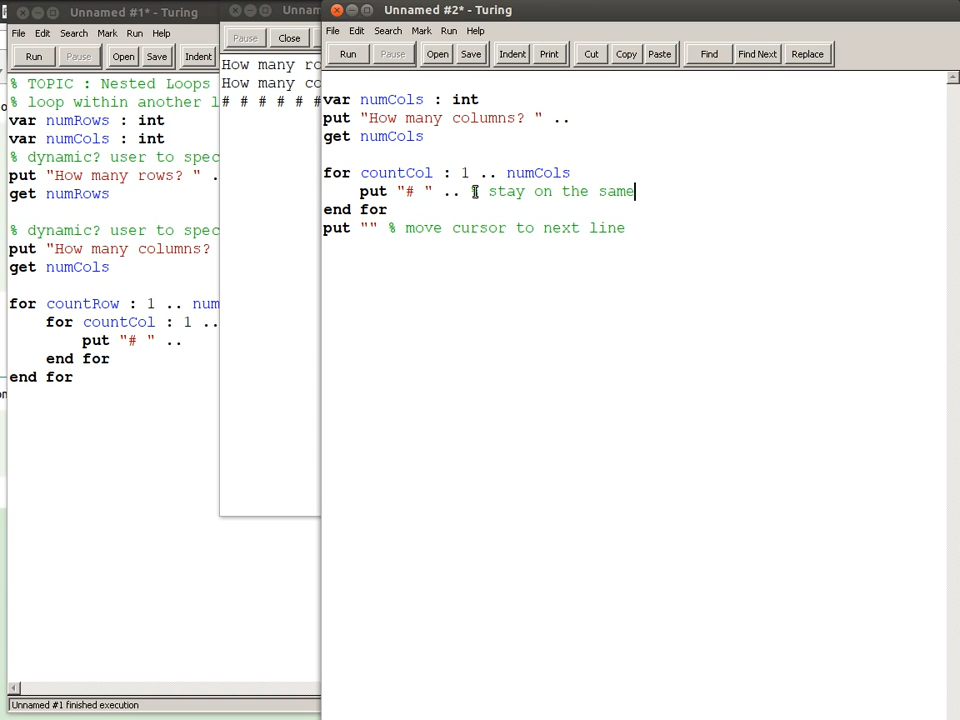 Unnamed #1* - Turing
File Edit Search Mark Run Help
Run Pause Open Save Indent
% TOPIC : Nested Loops
% loop within another l
var numRows : int
var numCols : int
% dynamic? user to spec
put "How many rows? " .
get numRows
% dynamic? user to spec
put "How many columns?
get numCols
for countRow : 1 .. num
for countCol : 1 ..
put "# " ..
end for
end for
Unnamed #1 finished execution
Unnam
Pause Close
How many ro
How many co
# # # # # #
Unnamed #2* - Turing
File Edit Search Mark Run Help
Run Pause Open Save Indent Print Cut Copy Paste Find Find Next Replace
var numCols : int
put "How many columns? " ..
get numCols
for countCol : 1 .. numCols
put "# " .. % stay on the same
end for
put "" % move cursor to next line